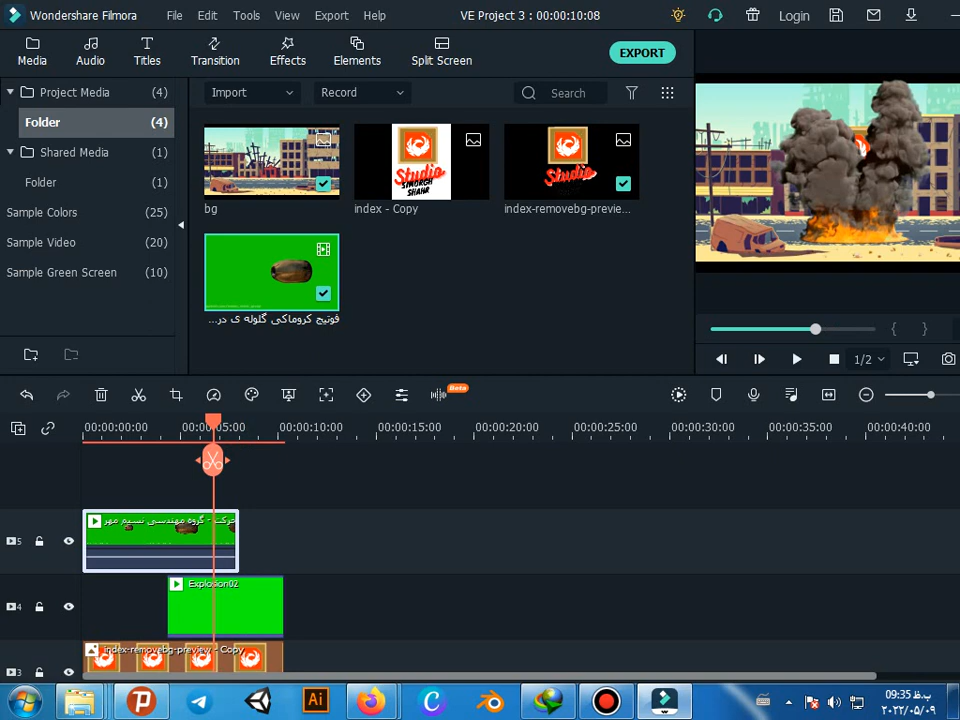 Wondershare Filmora
File Edit Tools View Export Help
VE Project 3 : 00:00:10:08
Login
Media Audio Titles Transition Effects Elements Split Screen
EXPORT
Project Media (4)
Folder (4)
Shared Media (1)
Folder (1)
Sample Colors (25)
Sample Video (20)
Sample Green Screen (10)
Import Record Search
Studio
Studio
SIMORGH
SHAHR
Studio
bg index - Copy index-removebg-previe...
فوتیج کروماکی گلوله ی در...
{ }
1/2
Beta
00:00:00:00 00:00:05:00 00:00:10:00 00:00:15:00 00:00:20:00 00:00:25:00 00:00:30:00 00:00:35:00 00:00:40:00
حرکت - گروه مهندسی نسیم مهر
5
Explosion02
4
index-removebg-preview - Copy
3
Ai
09:35 ب.ظ
۲۰۲۲/۰۵/۰۹